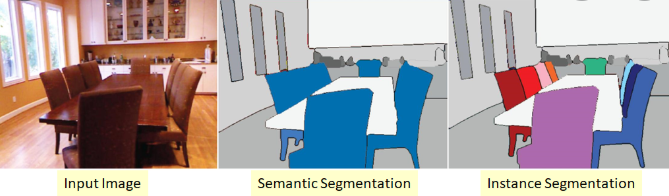 Input Image
Semantic Segmentation
Instance Segmentation